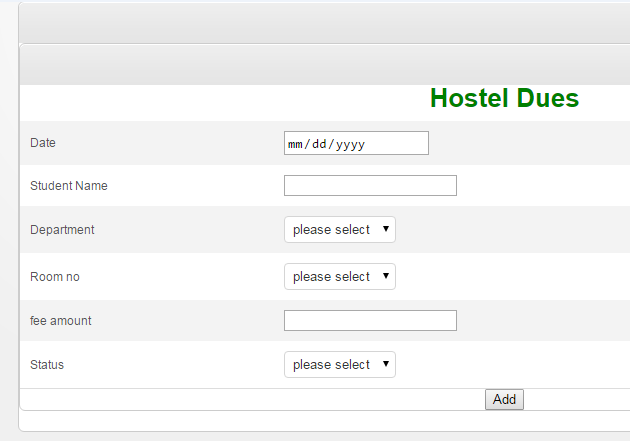 Hostel Dues
Date mm/dd/yyyy
Student Name
Department please select
Room no please select
fee amount
Status please select
Add